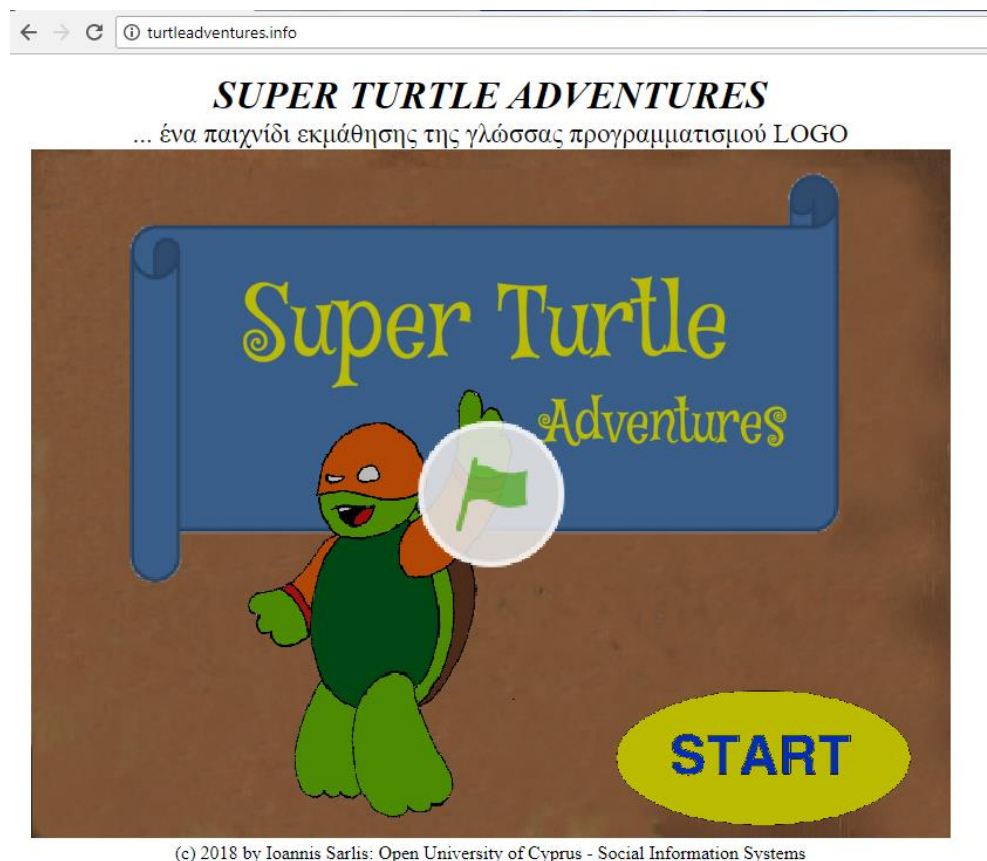 turtleadventures.info
SUPER TURTLE ADVENTURES
... ένα παιχνίδι εκμάθησης της γλώσσας προγραμματισμού LOGO
Super Turtle
Adventures
START
(c) 2018 by Ioannis Sarlis: Open University of Cyprus - Social Information Systems